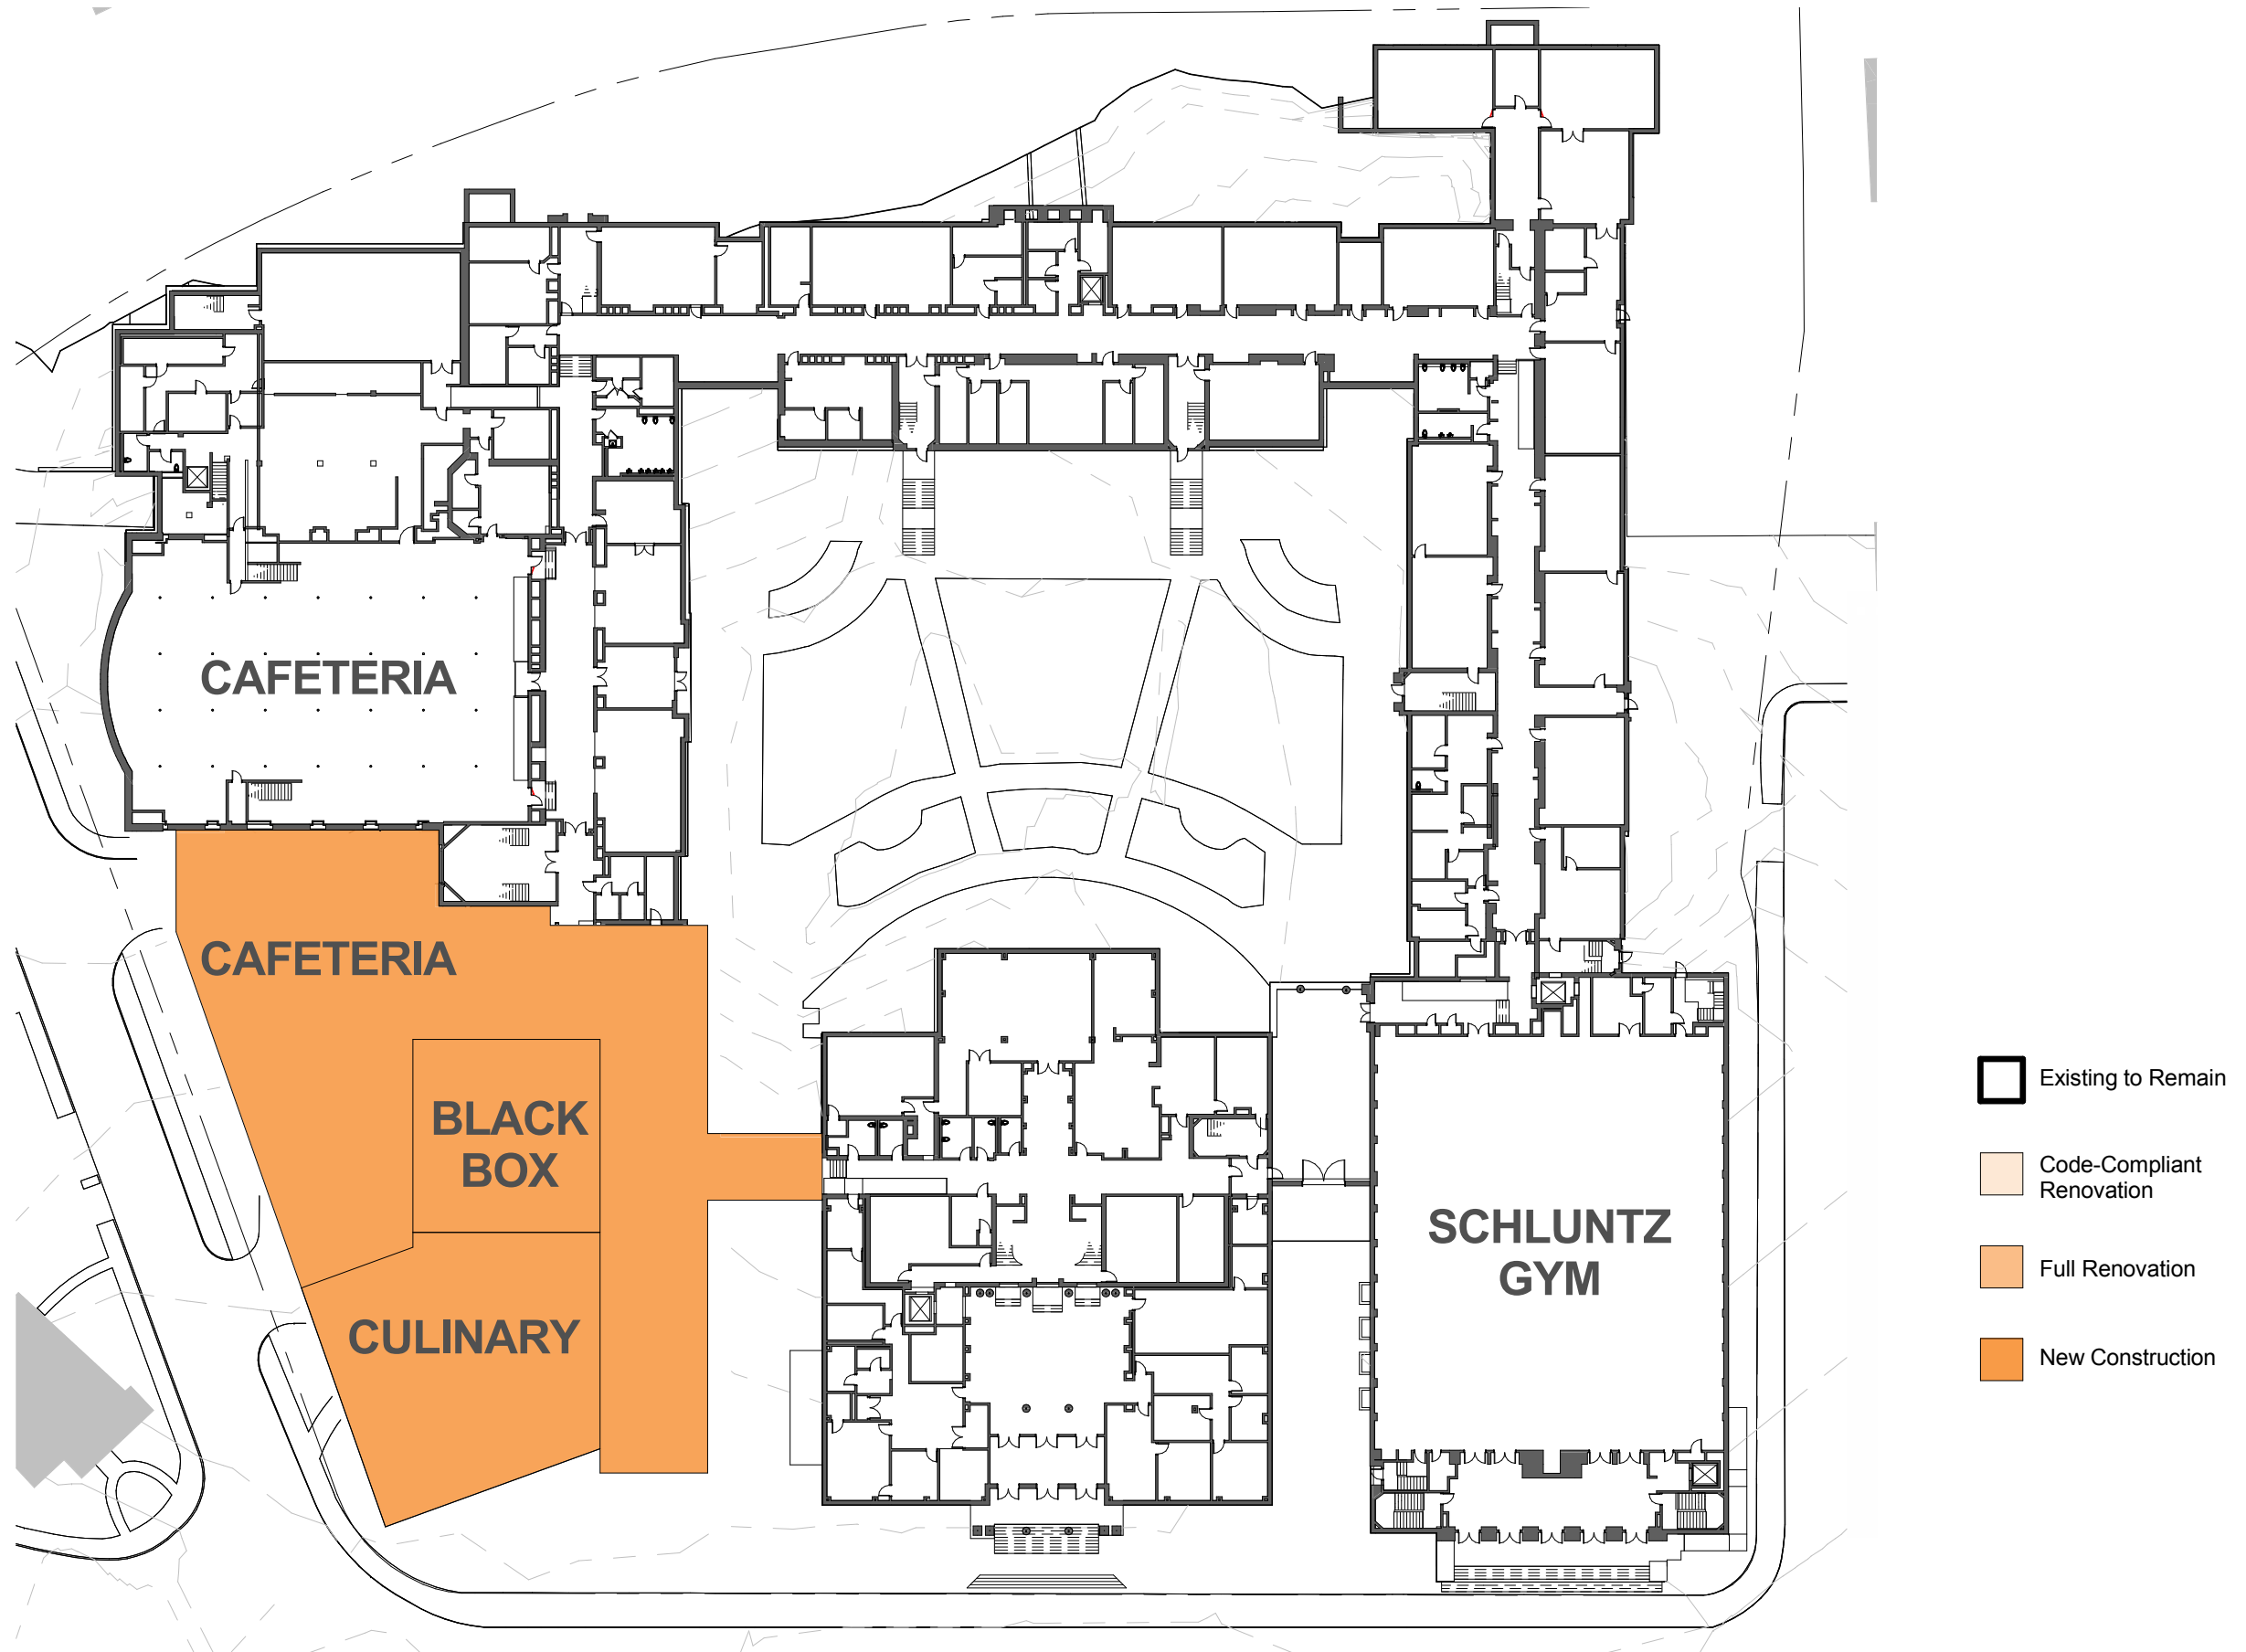 CAFETERIA
CAFETERIA
BLACK
BOX
CULINARY
SCHLUNTZ
GYM
Existing to Remain
Code-Compliant
Renovation
Full Renovation
New Construction